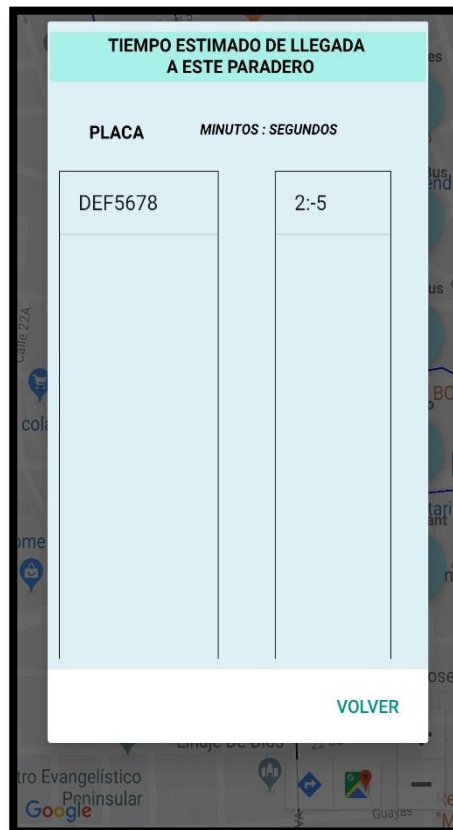 TIEMPO ESTIMADO DE LLEGADA
A ESTE PARADERO
PLACA MINUTOS : SEGUNDOS
DEF5678 2:-5
Calle 22A
VOLVER
Linaje De Dios
Evangelístico
Peninsular
Google
Guayas